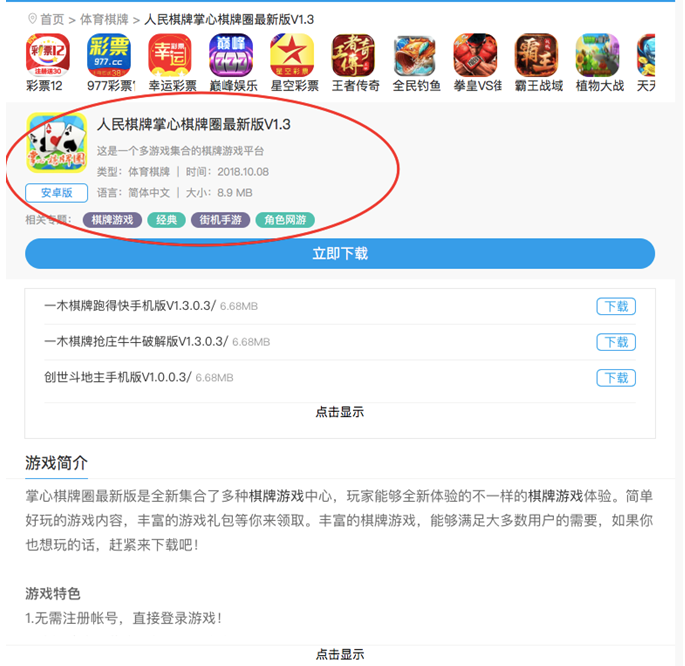 首页 > 体育棋牌 > 人民棋牌掌心棋牌圈最新版V1.3
彩票12
注册送30
彩票
977.cc
幸运彩票
巅峰
777
星空彩票
王者传奇
霸王
彩票12 977彩票 幸运彩票 巅峰娱乐 星空彩票 王者传奇 全民钓鱼 拳皇VS街 霸王战域 植物大战 天天
人民棋牌掌心棋牌圈最新版V1.3
这是一个多游戏集合的棋牌游戏平台
类型：体育棋牌 | 时间：2018.10.08
安卓版
语言：简体中文 | 大小：8.9 MB
相关专题： 棋牌游戏 经典 街机手游 角色网游
立即下载
一木棋牌跑得快手机版V1.3.0.3/ 6.68MB 下载
一木棋牌抢庄牛牛破解版V1.3.0.3/ 6.68MB 下载
创世斗地主手机版V1.0.0.3/ 6.68MB 下载
点击显示
游戏简介
掌心棋牌圈最新版是全新集合了多种棋牌游戏中心，玩家能够全新体验的不一样的棋牌游戏体验。简单
好玩的游戏内容，丰富的游戏礼包等你来领取。丰富的棋牌游戏，能够满足大多数用户的需要，如果你
也想玩的话，赶紧来下载吧！
游戏特色
1.无需注册帐号，直接登录游戏！
点击显示